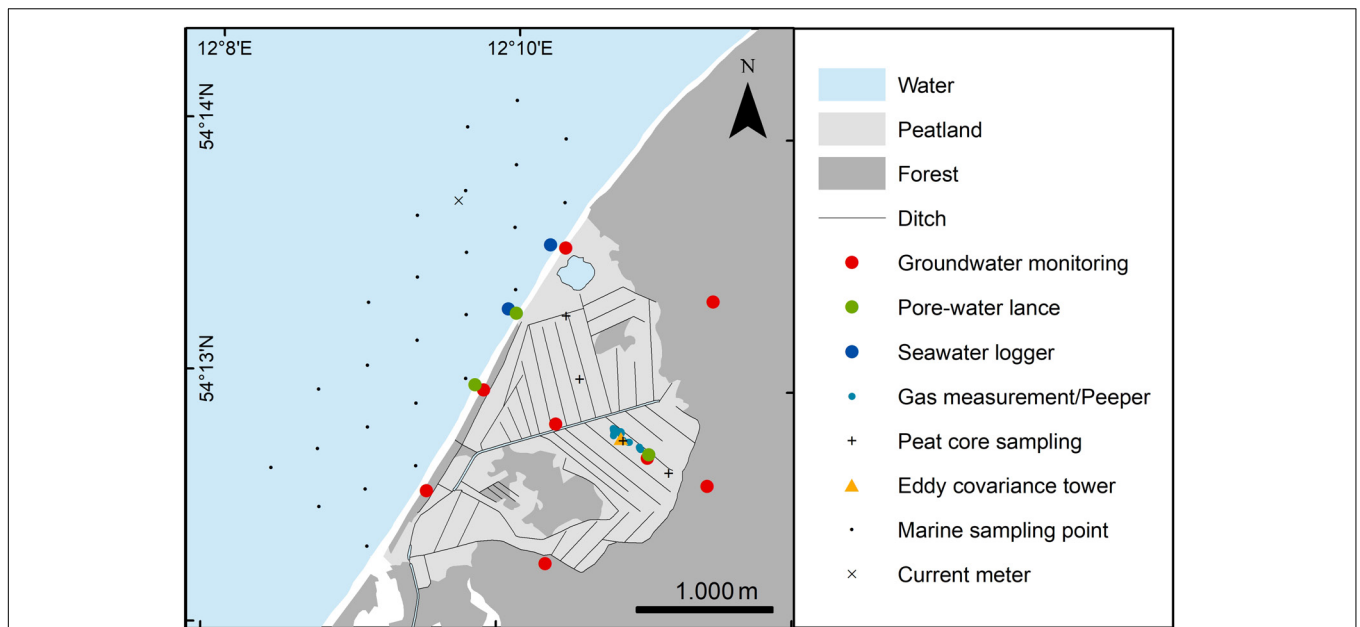 12°8'E
12°10'E
54°14'N
54°13'N
N
1.000 m
Water
Peatland
Forest
Ditch
Groundwater monitoring
Pore-water lance
Seawater logger
Gas measurement/Peeper
Peat core sampling
Eddy covariance tower
Marine sampling point
Current meter